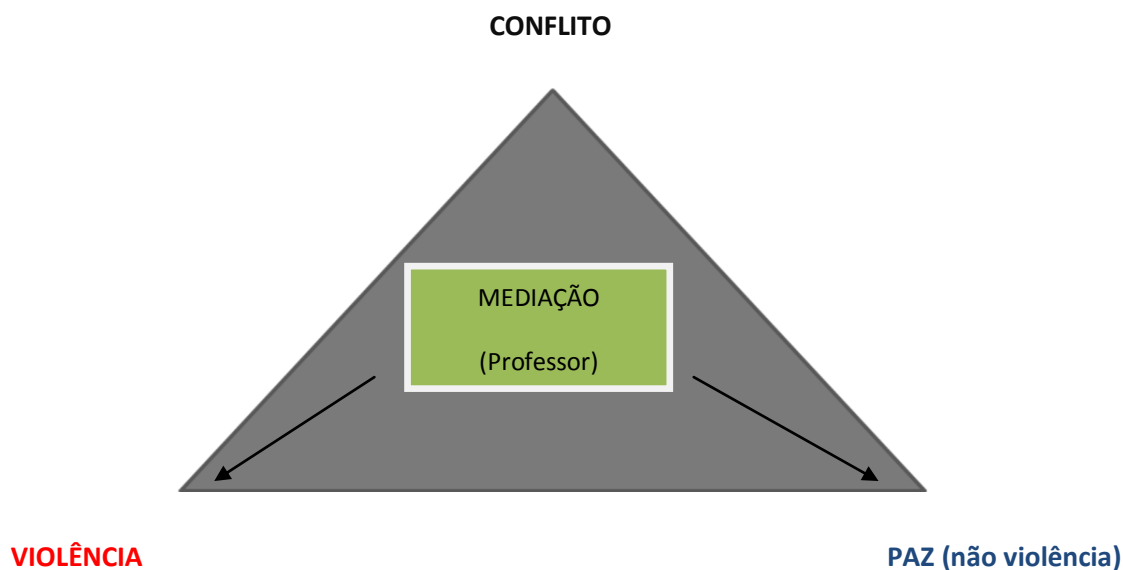 CONFLITO
MEDIAÇÃO
(Professor)
VIOLÊNCIA
PAZ (não violência)